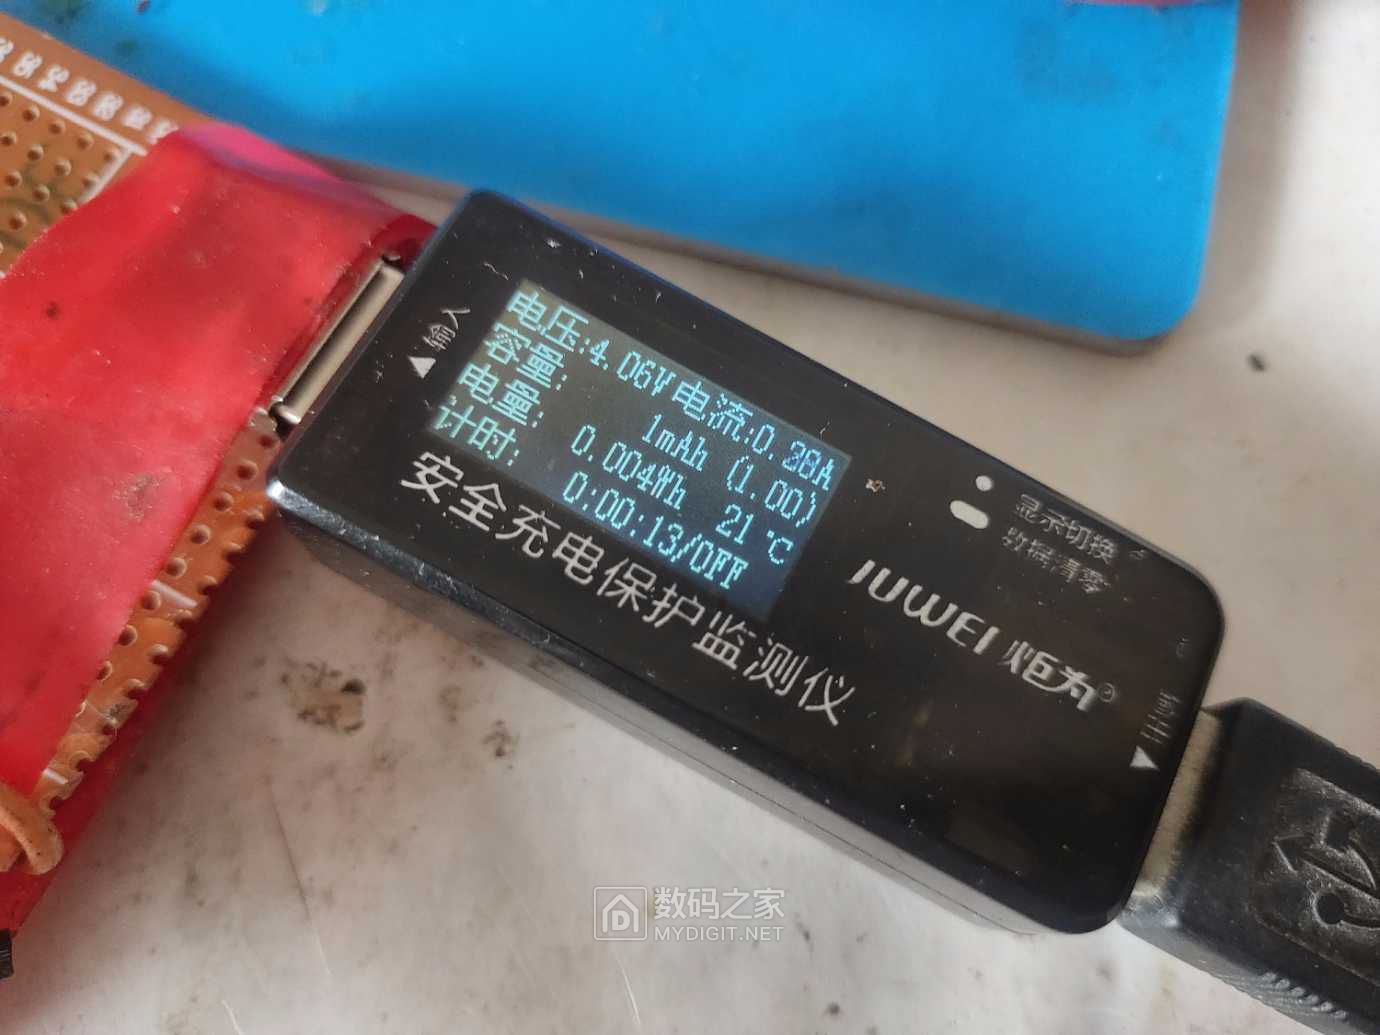 输入
电压:4.06V 电流:0.28A
容量: 1mAh (1.00)
电量: 0.004Wh 21℃
计时: 0:00:13/OFF
安全充电保护监测仪
显示切换
数据清零
IUWEI 炬为®
输出
数码之家
MYDIGIT.NET